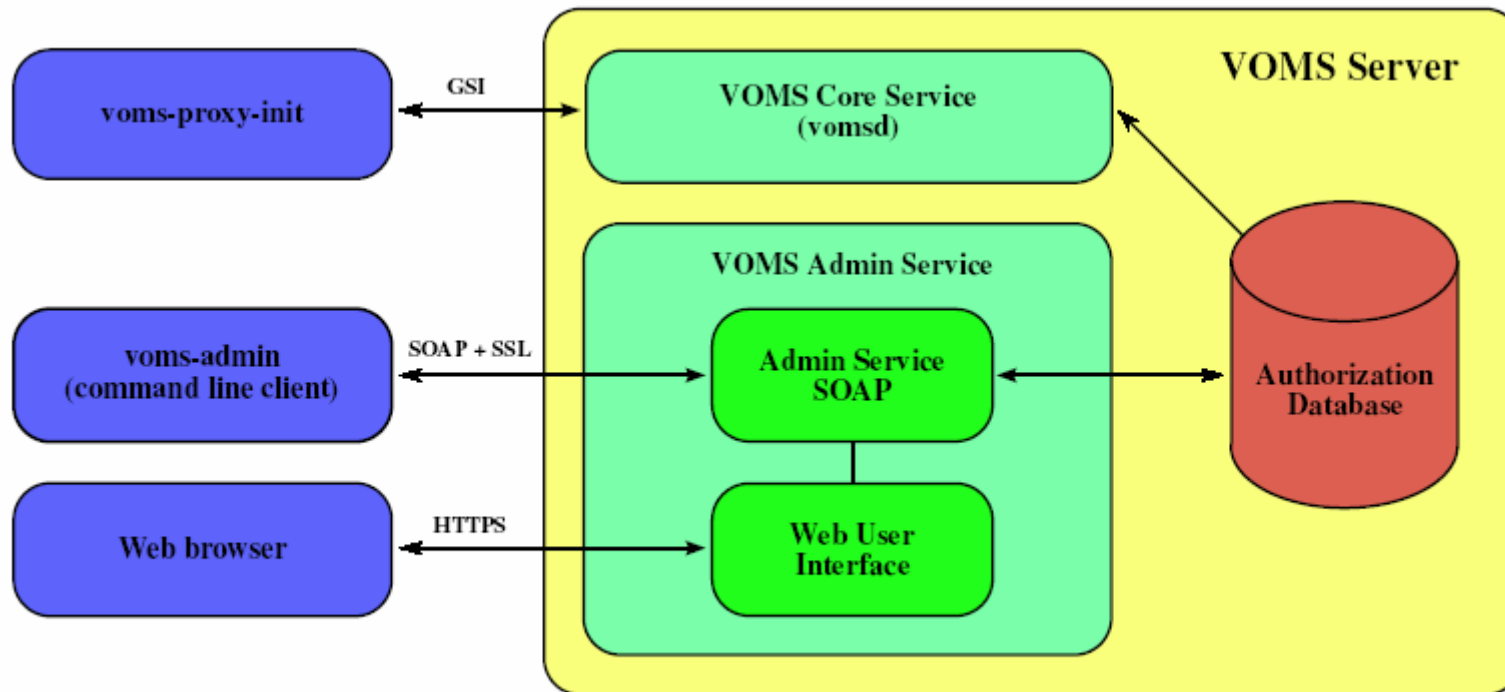 VOMS Server
voms-proxy-init
GSI
VOMS Core Service
(vomsd)
VOMS Admin Service
voms-admin
(command line client)
SOAP + SSL
Admin Service
SOAP
Authorization
Database
Web browser
HTTPS
Web User
Interface